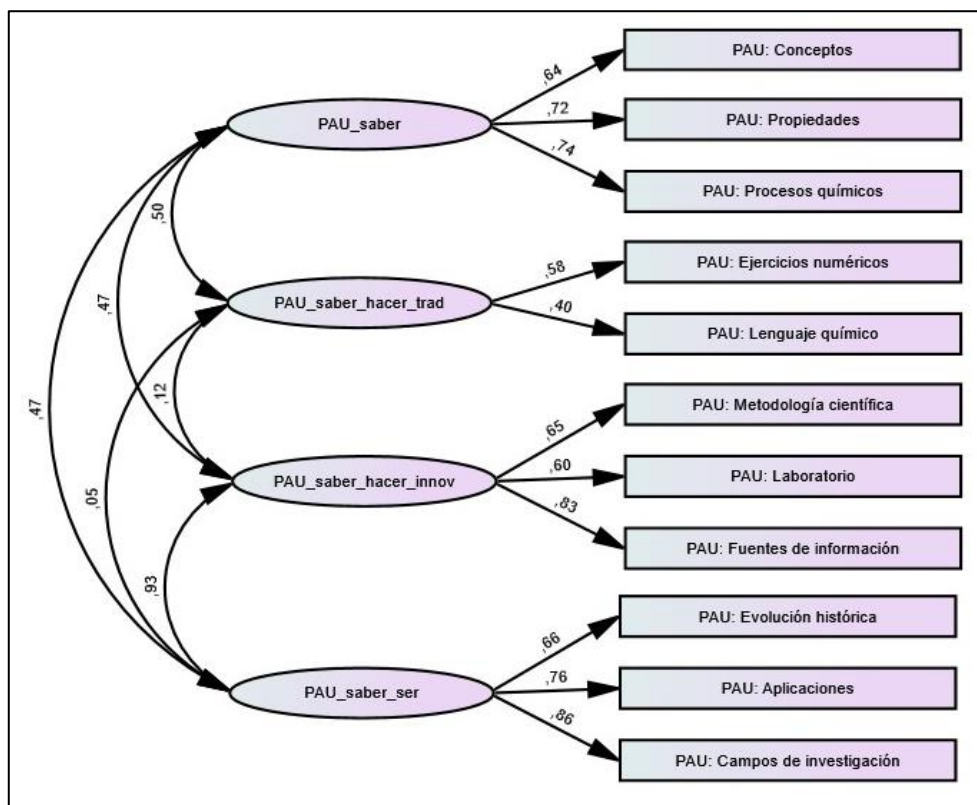 PAU: Conceptos
,64
PAU_saber
,72
PAU: Propiedades
,74
PAU: Procesos químicos
,50
PAU: Ejercicios numéricos
,58
PAU_saber_hacer_trad
,47
,40
PAU: Lenguaje químico
,12
PAU: Metodología científica
,47
,65
PAU_saber_hacer_innov
,60
PAU: Laboratorio
,05
,83
PAU: Fuentes de información
,93
PAU: Evolución histórica
,66
PAU_saber_ser
,76
PAU: Aplicaciones
,86
PAU: Campos de investigación